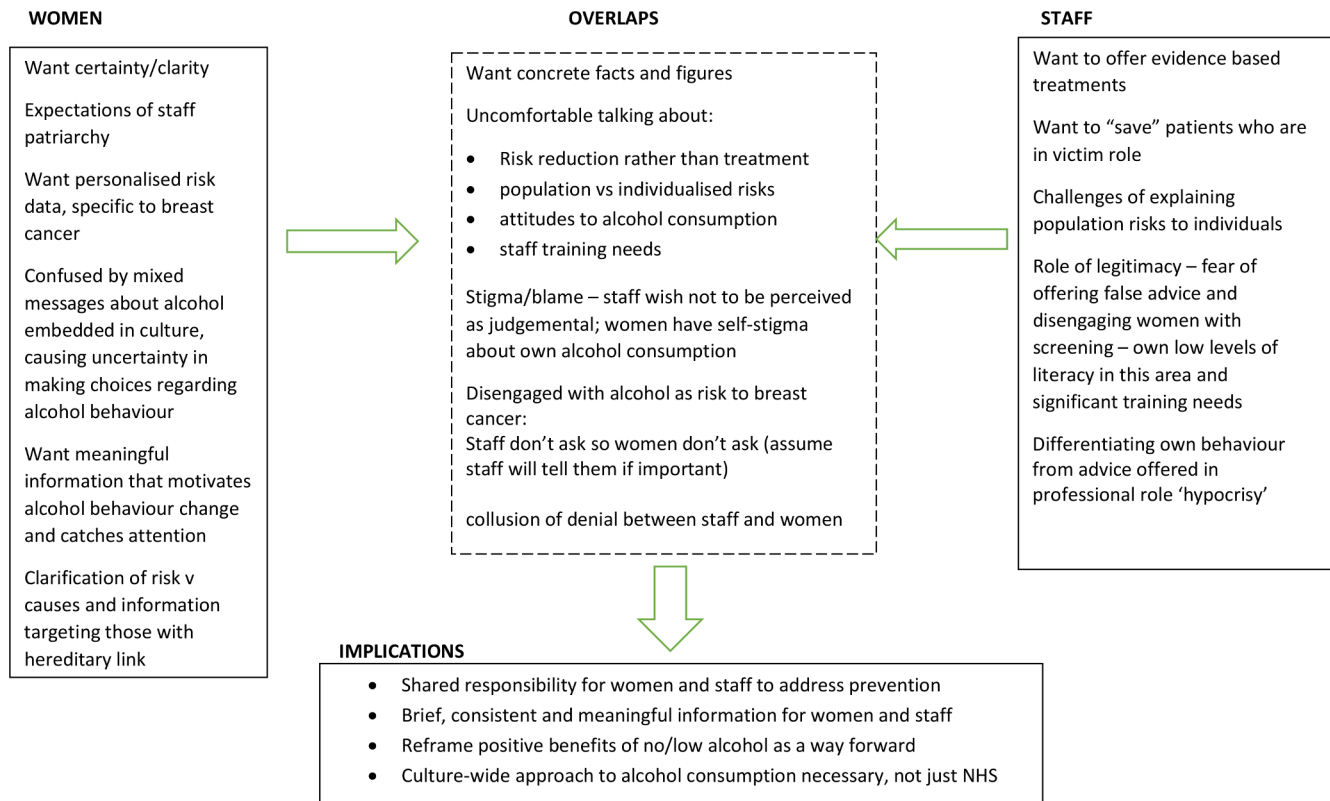 WOMEN
Want certainty/clarity
Expectations of staff
patriarchy
Want personalised risk
data, specific to breast
cancer
Confused by mixed
messages about alcohol
embedded in culture,
causing uncertainty in
making choices regarding
alcohol behaviour
Want meaningful
information that motivates
alcohol behaviour change
and catches attention
Clarification of risk v
causes and information
targeting those with
hereditary link
OVERLAPS
Want concrete facts and figures
Uncomfortable talking about:
• Risk reduction rather than treatment
• population vs individualised risks
• attitudes to alcohol consumption
• staff training needs
Stigma/blame – staff wish not to be perceived
as judgemental; women have self-stigma
about own alcohol consumption
Disengaged with alcohol as risk to breast
cancer:
Staff don’t ask so women don’t ask (assume
staff will tell them if important)
collusion of denial between staff and women
STAFF
Want to offer evidence based
treatments
Want to “save” patients who are
in victim role
Challenges of explaining
population risks to individuals
Role of legitimacy – fear of
offering false advice and
disengaging women with
screening – own low levels of
literacy in this area and
significant training needs
Differentiating own behaviour
from advice offered in
professional role ‘hypocrisy’
IMPLICATIONS
• Shared responsibility for women and staff to address prevention
• Brief, consistent and meaningful information for women and staff
• Reframe positive benefits of no/low alcohol as a way forward
• Culture-wide approach to alcohol consumption necessary, not just NHS